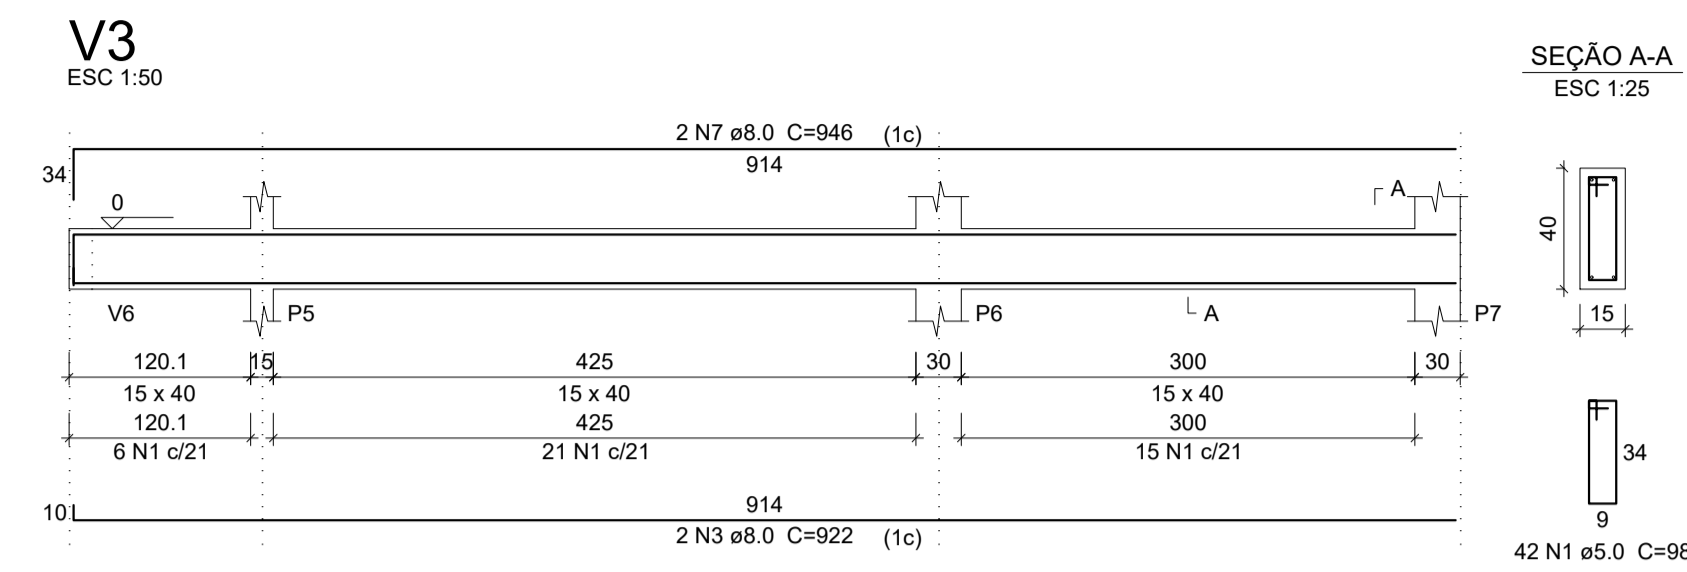 V3
ESC 1:50
SEÇÃO A-A
ESC 1:25
2 N7 ø8.0 C=946 (1c)
914
34
0
A
40
V6
P5
P6
A
P7
15
120.1
15
425
30
300
30
15 x 40
15 x 40
15 x 40
120.1
425
300
6 N1 c/21
21 N1 c/21
15 N1 c/21
34
914
10
9
2 N3 ø8.0 C=922 (1c)
42 N1 ø5.0 C=98